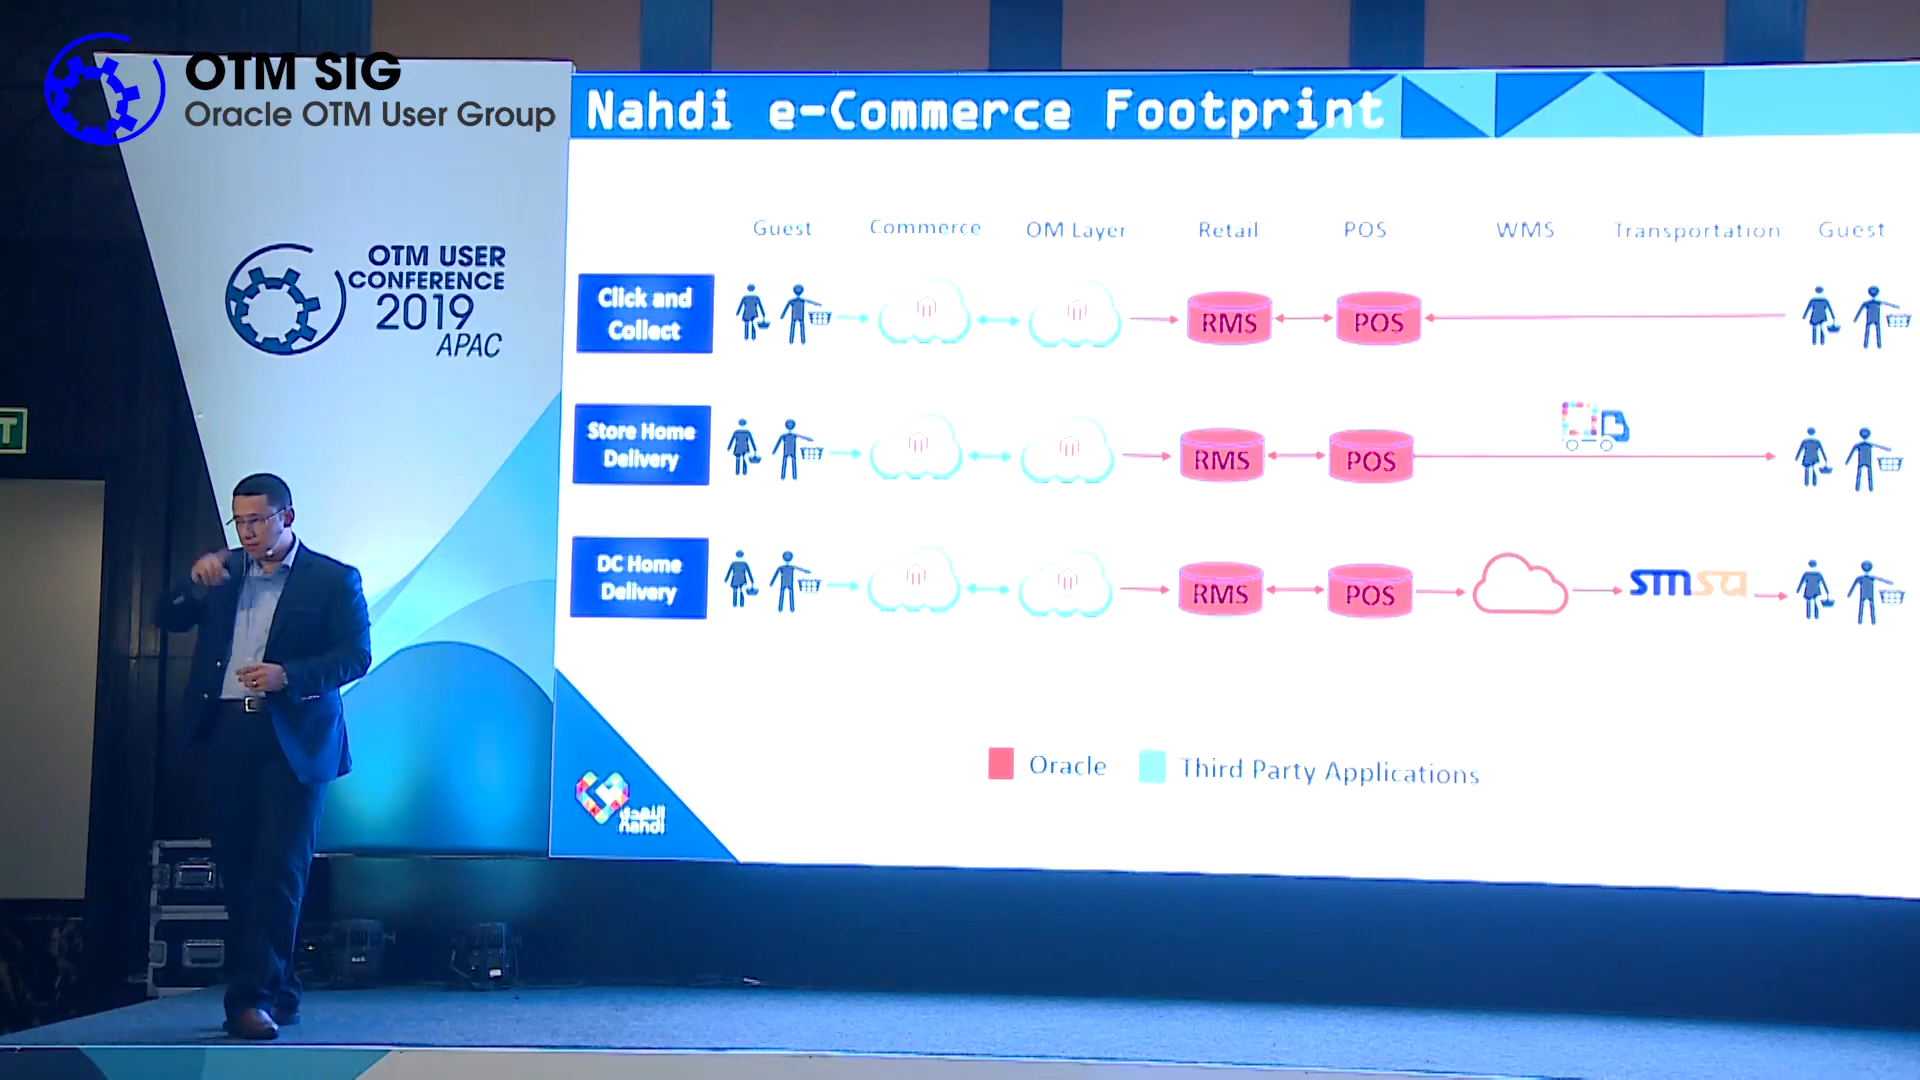 OTM SIG
Oracle OTM User Group
OTM USER
CONFERENCE
2019
APAC
T
Nahdi e-Commerce Footprint
Guest Commerce OM Layer Retail POS WMS Transportation Guest
Click and
Collect
RMS POS
Store Home
Delivery
RMS POS
DC Home
Delivery
RMS POS
smsa
Oracle Third Party Applications
النهدي
nahdi